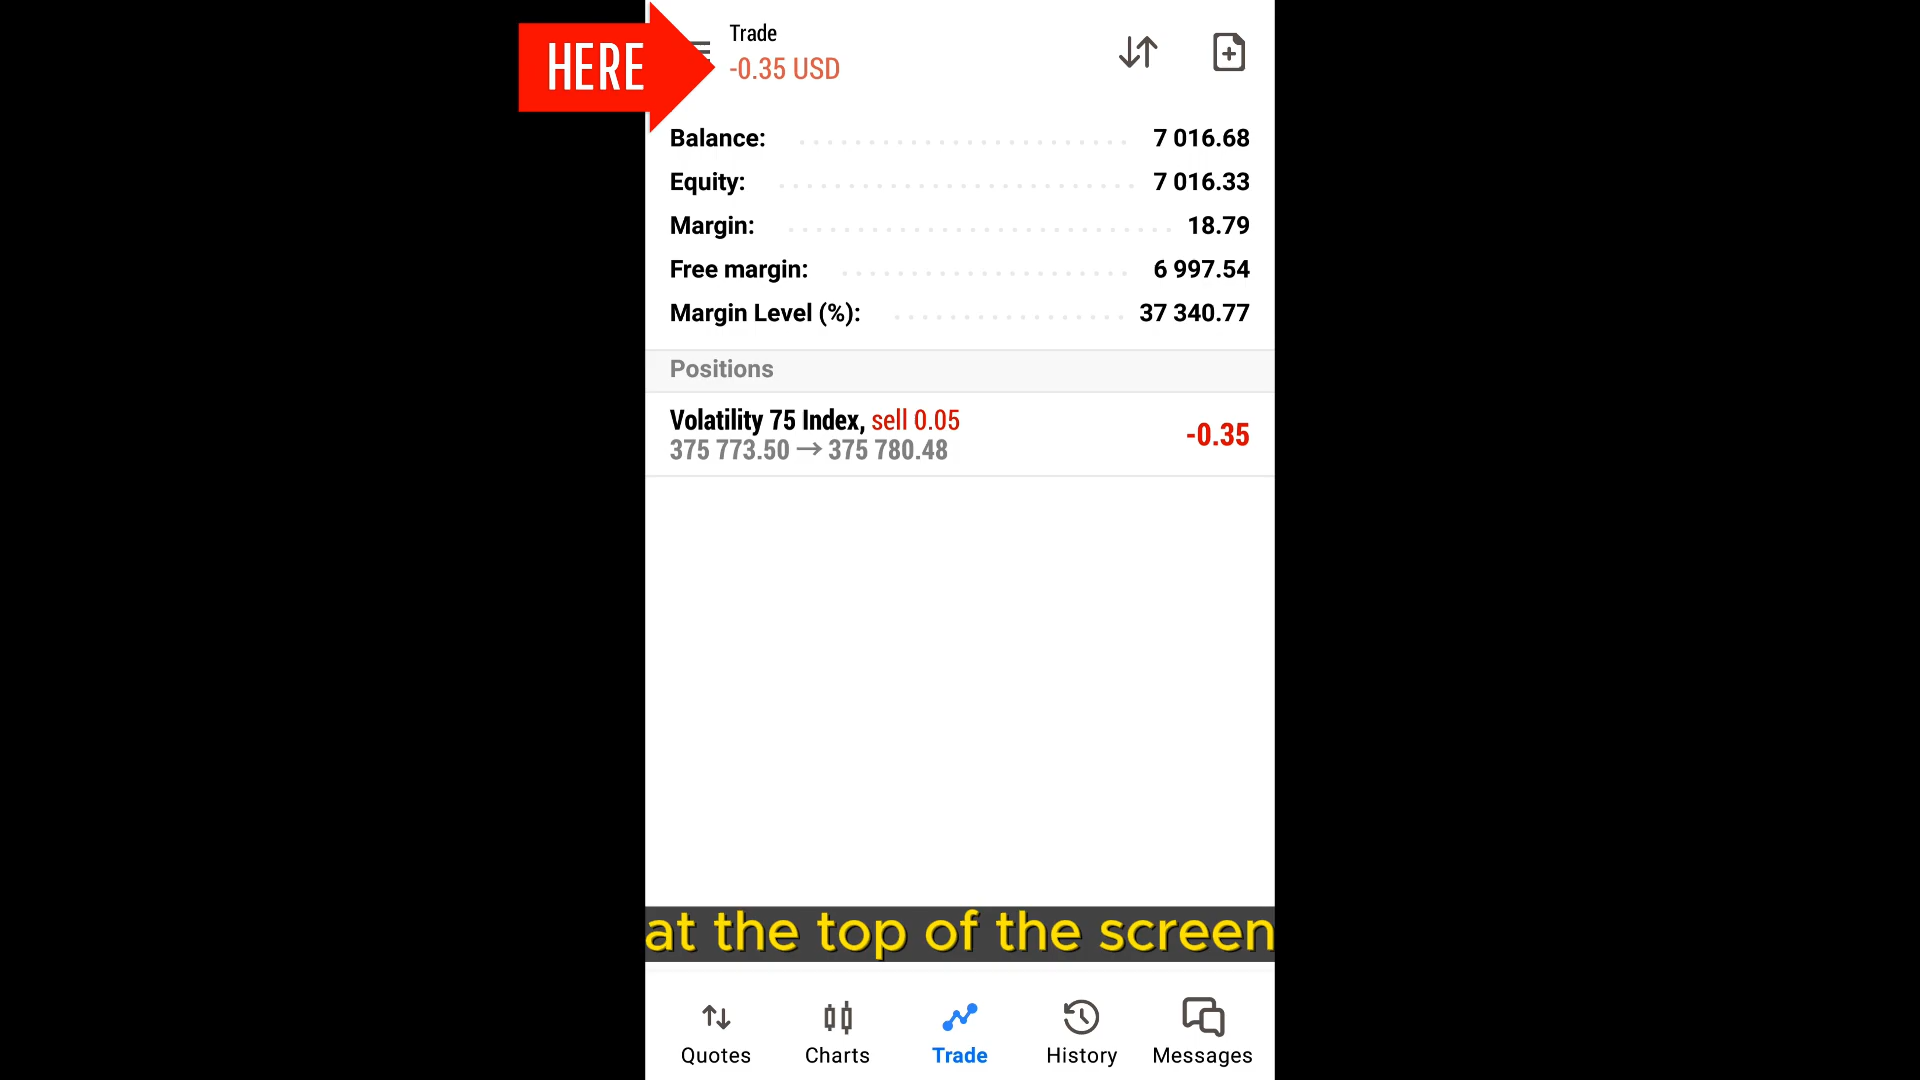 HERE
Trade
-0.35 USD
Balance: 7 016.68
Equity: 7 016.33
Margin: 18.79
Free margin: 6 997.54
Margin Level (%): 37 340.77
Positions
Volatility 75 Index, sell 0.05
-0.35
375 773.50 → 375 780.48
at the top of the screen
Quotes Charts Trade History Messages